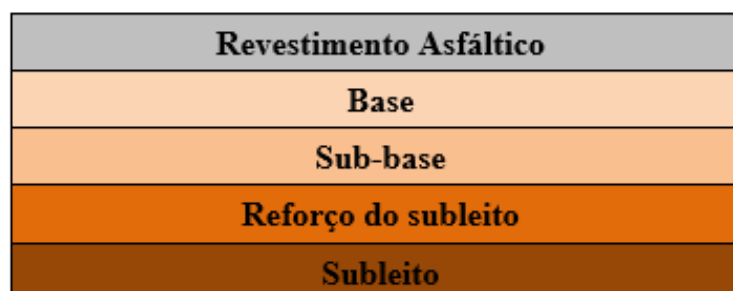 Revestimento Asfáltico
Base
Sub-base
Reforço do subleito
Subleito